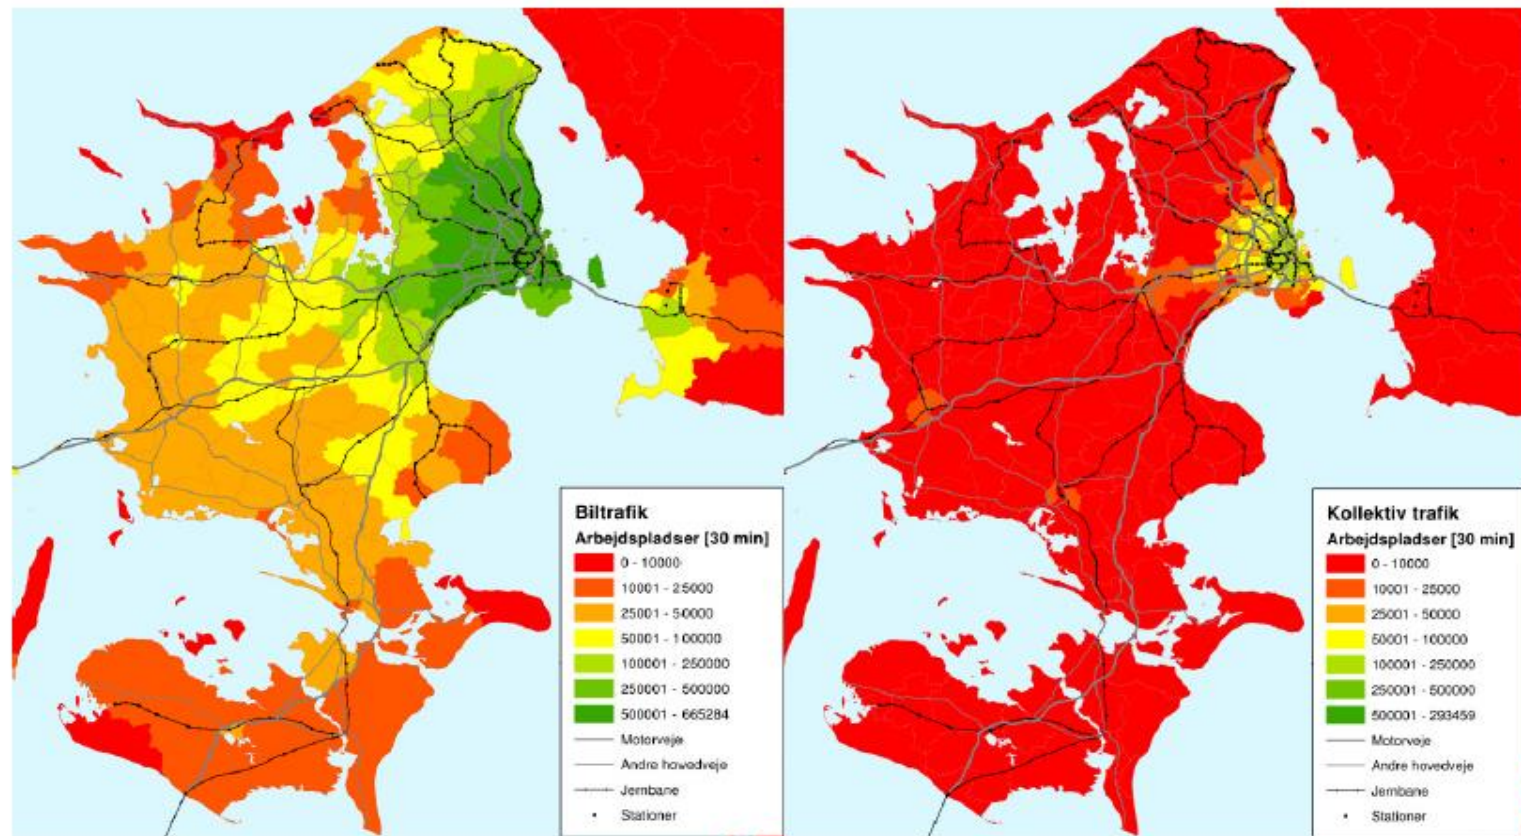 Biltrafik
Arbejdspladser [30 min]
0 - 10000
10001 - 25000
25001 - 50000
50001 - 100000
100001 - 250000
250001 - 500000
500001 - 665284
Motorveje
Andre hovedveje
Jernbane
Stationer
Kollektiv trafik
Arbejdspladser [30 min]
0 - 10000
10001 - 25000
25001 - 50000
50001 - 100000
100001 - 250000
250001 - 500000
500001 - 293459
Motorveje
Andre hovedveje
Jernbane
Stationer